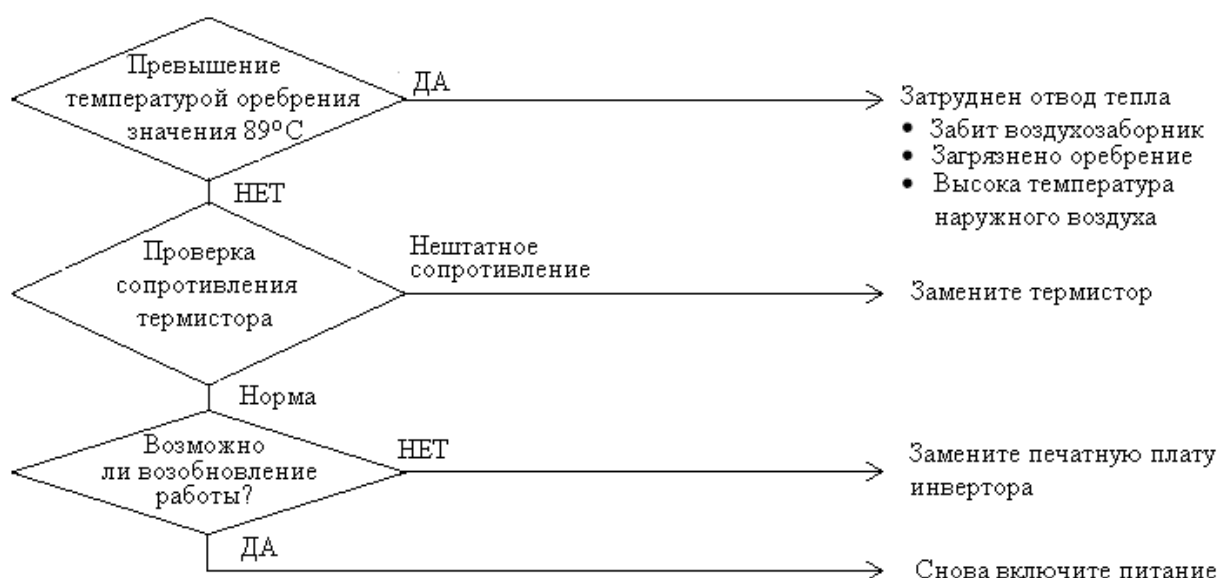 Превышение
температурой оребрения
значения 89°С
ДА
Затруднен отвод тепла
• Забит воздухозаборник
• Загрязнено оребрение
• Высока температура
наружного воздуха
НЕТ
Проверка
сопротивления
термистора
Нештатное
сопротивление
Замените термистор
Норма
Возможно
ли возобновление
работы?
НЕТ
Замените печатную плату
инвертора
ДА
Снова включите питание